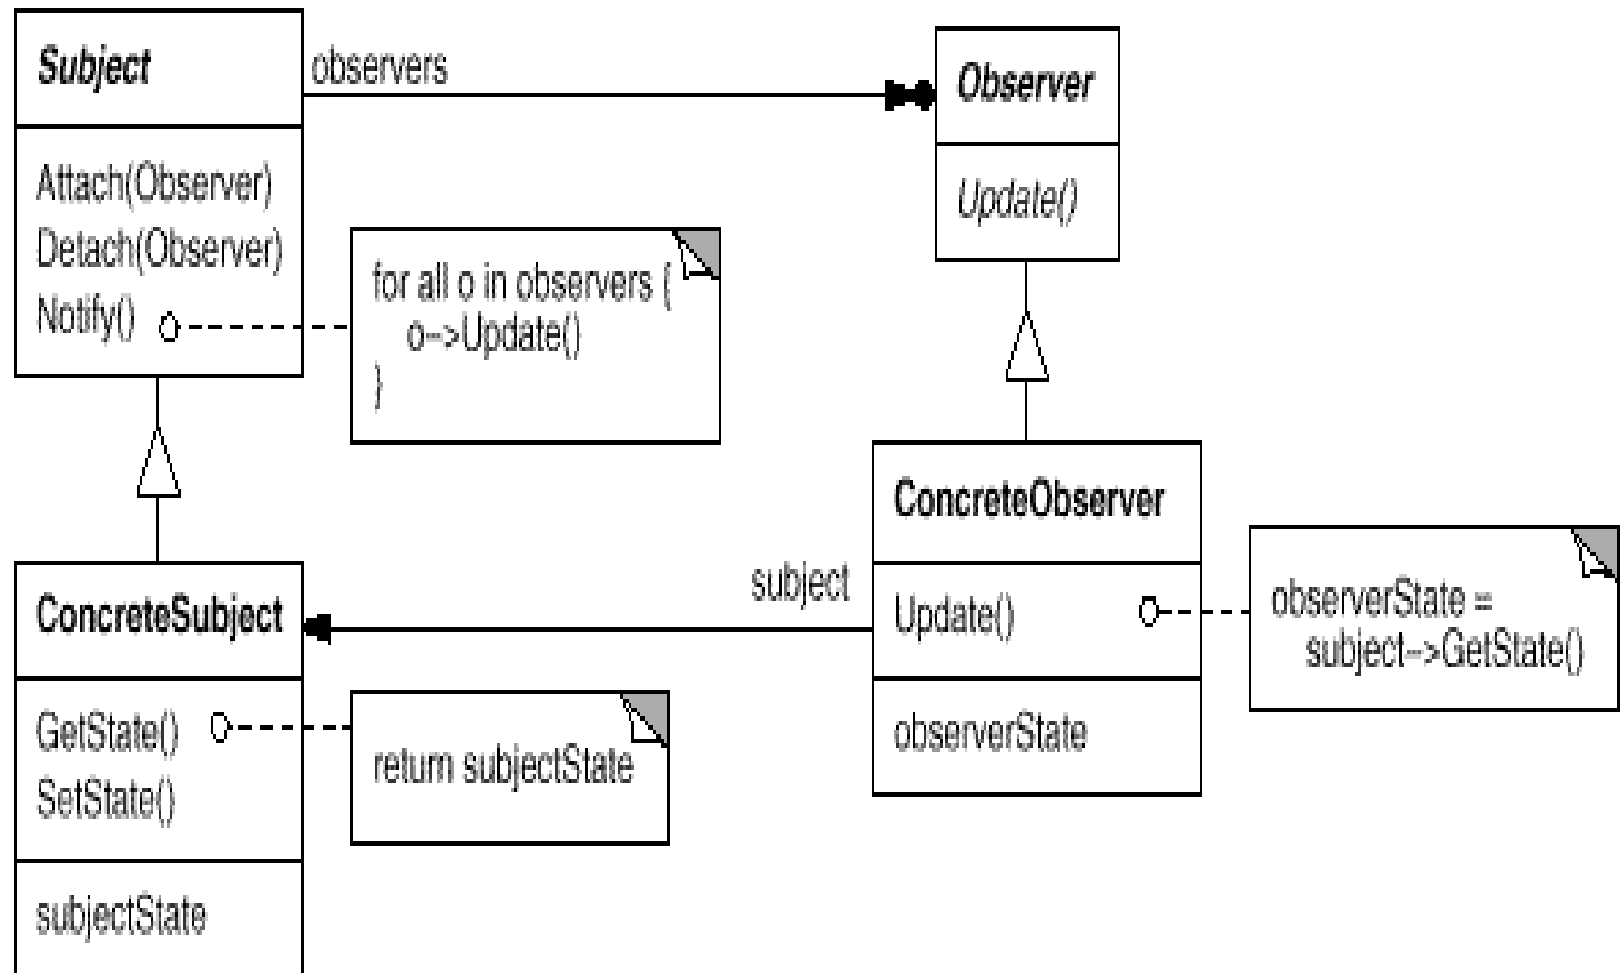 Subject
observers
Observer
Attach(Observer)
Detach(Observer)
Notify()
Update()
for all o in observers {
o->Update()
}
ConcreteObserver
subject
Update()
observerState =
subject->GetState()
observerState
ConcreteSubject
GetState()
SetState()
return subjectState
subjectState